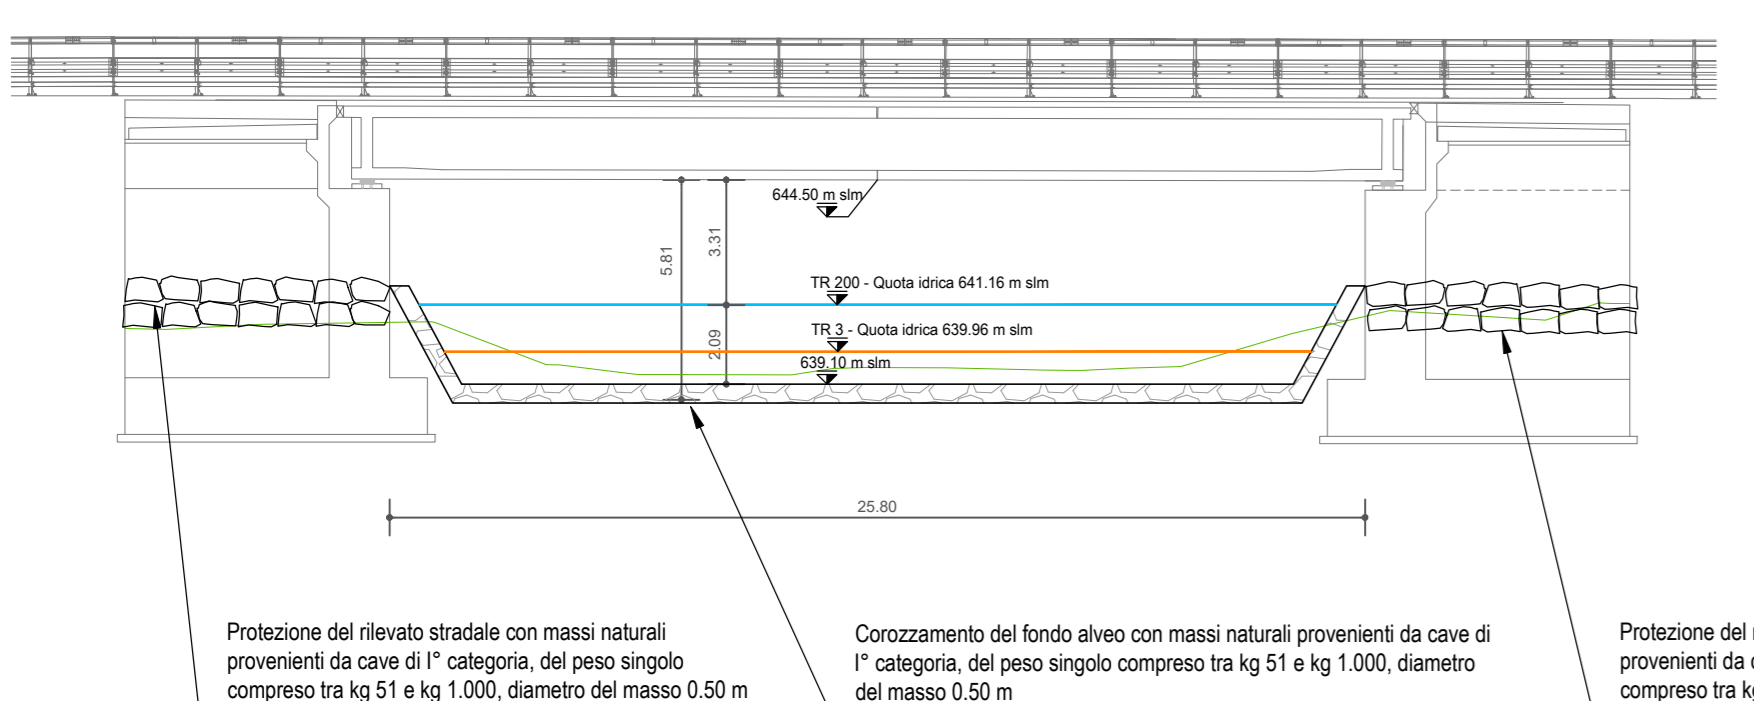 644.50 m slm
5.81
3.31
TR 200 - Quota idrica 641.16 m slm
TR 3 - Quota idrica 639.96 m slm
2.09
639.10 m slm
25.80
Protezione del rilevato stradale con massi naturali
provenienti da cave di I° categoria, del peso singolo
compreso tra kg 51 e kg 1.000, diametro del masso 0.50 m
Corozzamento del fondo alveo con massi naturali provenienti da cave di
I° categoria, del peso singolo compreso tra kg 51 e kg 1.000, diametro
del masso 0.50 m
Protezione del
provenienti da
compreso tra